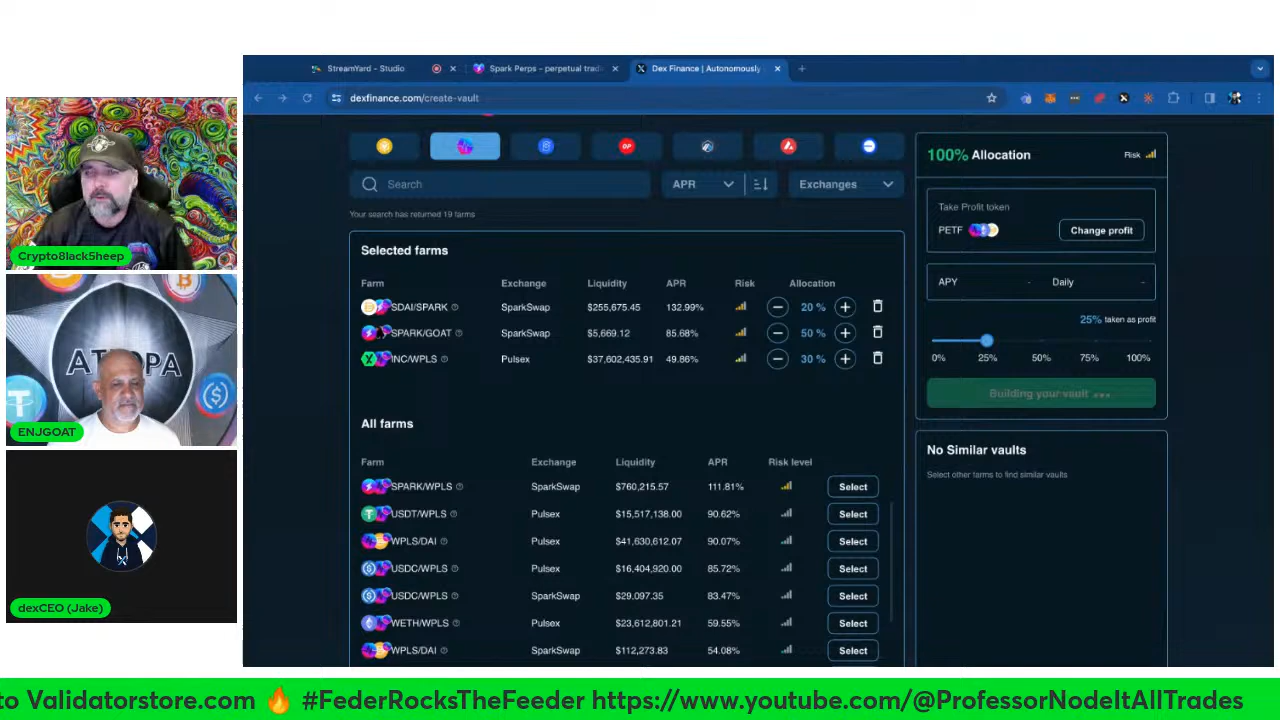 StreamYard - Studio
Spark Perps - perpetual trad
Dex Finance | Autonomously
dexfinance.com/create-vault
Search
APR
Exchanges
Your search has returned 19 farms
Selected farms
Farm Exchange Liquidity APR Risk Allocation
SDAI/SPARK SparkSwap $255,675.45 132.99% 20 %
SPARK/GOAT SparkSwap $5,669.12 85.68% 50 %
INC/WPLS Pulsex $37,602,435.91 49.86% 30 %
All farms
Farm Exchange Liquidity APR Risk level
SPARK/WPLS SparkSwap $760,215.57 111.81% Select
USDT/WPLS Pulsex $15,517,138.00 90.62% Select
WPLS/DAI Pulsex $41,630,612.07 90.07% Select
USDC/WPLS Pulsex $16,404,920.00 85.72% Select
USDC/WPLS SparkSwap $29,097.35 83.47% Select
WETH/WPLS Pulsex $23,612,801.21 59.55% Select
WPLS/DAI SparkSwap $112,273.83 54.08% Select
100% Allocation Risk
Take Profit token
PETF Change profit
APY - Daily -
25% taken as profit
0% 25% 50% 75% 100%
Building your vault
No Similar vaults
Select other farms to find similar vaults
Crypto8lack5heep
ENJGOAT
dexCEO (Jake)
to Validatorstore.com 🔥 #FederRocksTheFeeder https://www.youtube.com/@ProfessorNodeItAllTrades